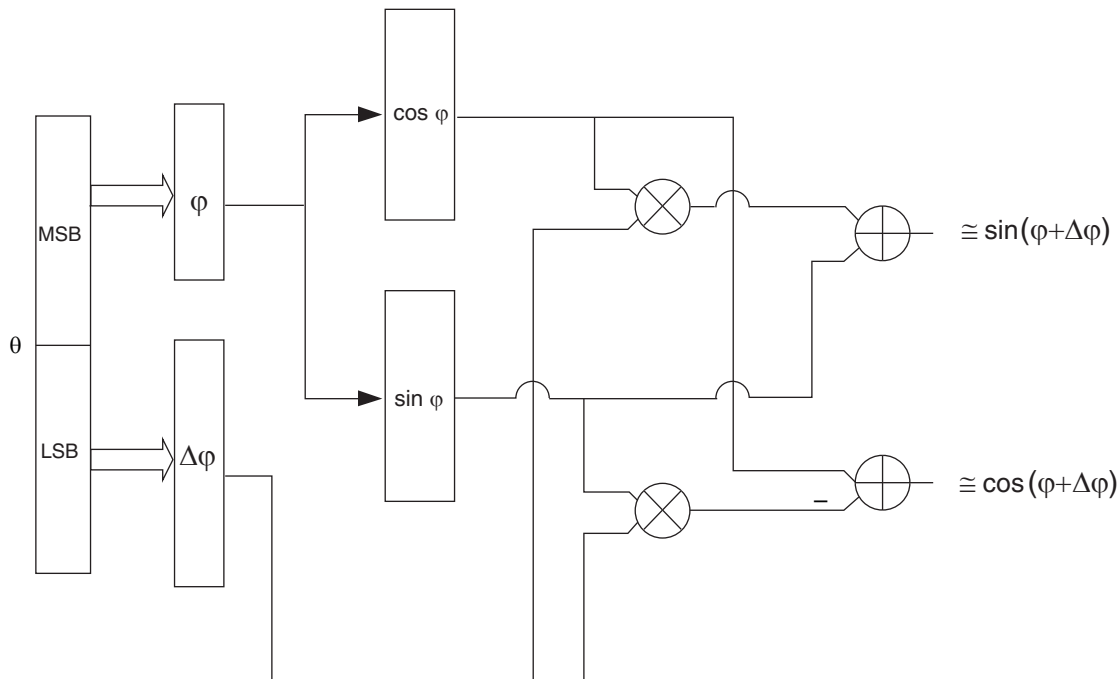 cos φ
MSB
φ
≅ sin(φ+Δφ)
θ
sin φ
LSB
Δφ
−
≅ cos(φ+Δφ)